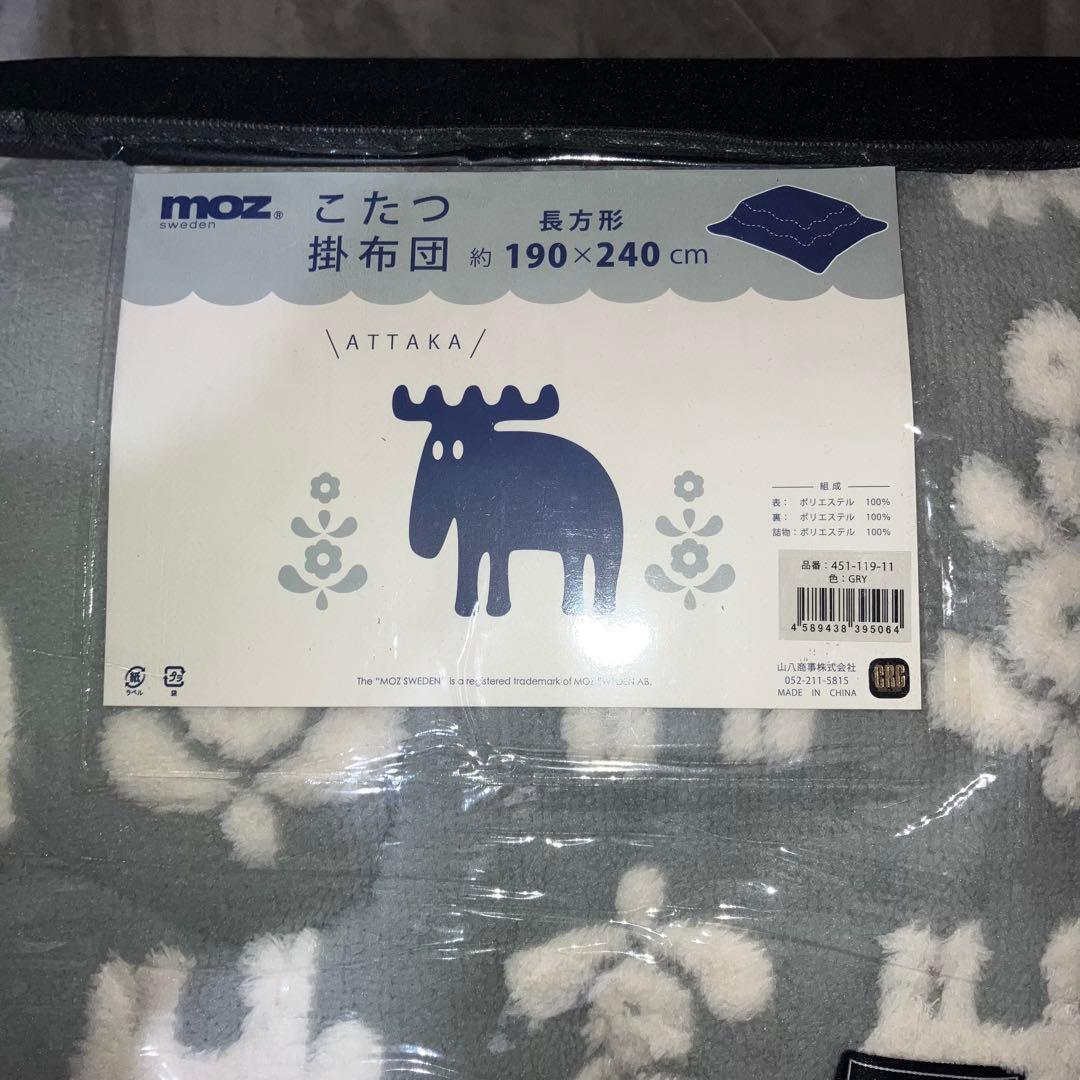 moz®
sweden
こたつ
掛布団
長方形
約 190×240 cm
\ATTAKA/
組成
表： ポリエステル 100%
裏： ポリエステル 100%
詰物：ポリエステル 100%
品番：451-119-11
色：GRY
4 589438 395064
紙
ラベル
プラ
袋
山八商事株式会社
052-211-5815
MADE IN CHINA
CRG
The "MOZ SWEDEN" is a registered trademark of MOZ SWEDEN AB.